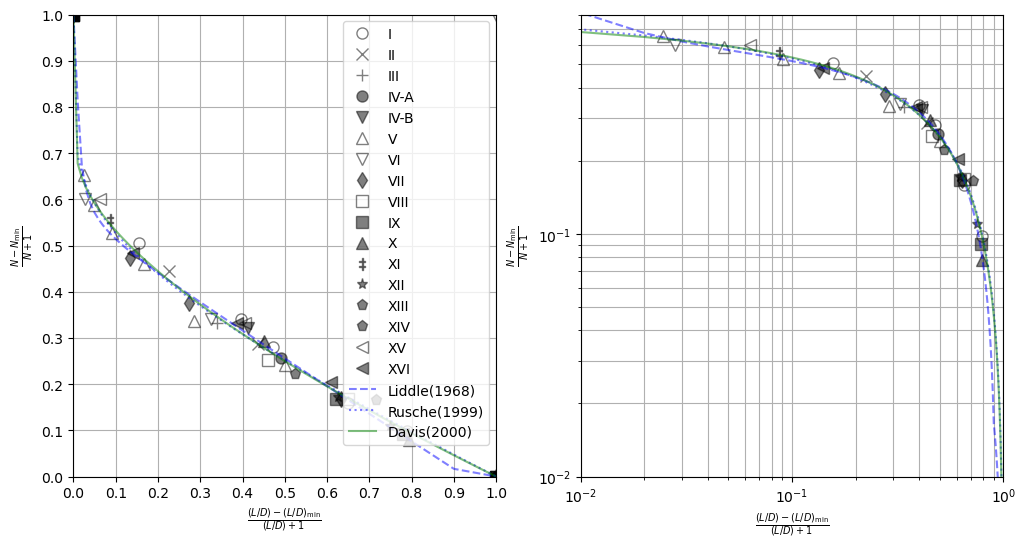 1.0
0.9
0.8
0.7
0.6
0.5
0.4
0.3
0.2
0.1
0.0
0.0 0.1 0.2 0.3 0.4 0.5 0.6 0.7 0.8 0.9 1.0
N − N_min
N + 1
(L/D) − (L/D)_min
(L/D) + 1
I
II
III
IV-A
IV-B
V
VI
VII
VIII
IX
X
XI
XII
XIII
XIV
XV
XVI
Liddle(1968)
Rusche(1999)
Davis(2000)
N − N_min
N + 1
10⁻¹
10⁻²
10⁻² 10⁻¹ 10⁰
(L/D) − (L/D)_min
(L/D) + 1